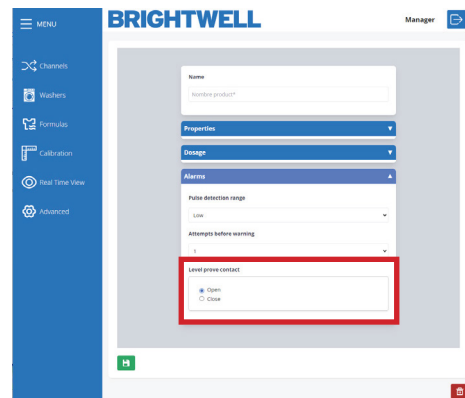 MENU
BRIGHTWELL
Manager
Channels
Washers
Formulas
Calibration
Real Time View
Advanced
Name
Nombre product*
Properties
Dosage
Alarms
Pulse detection range
Low
Attempts before warning
1
Level prove contact
Open
Close